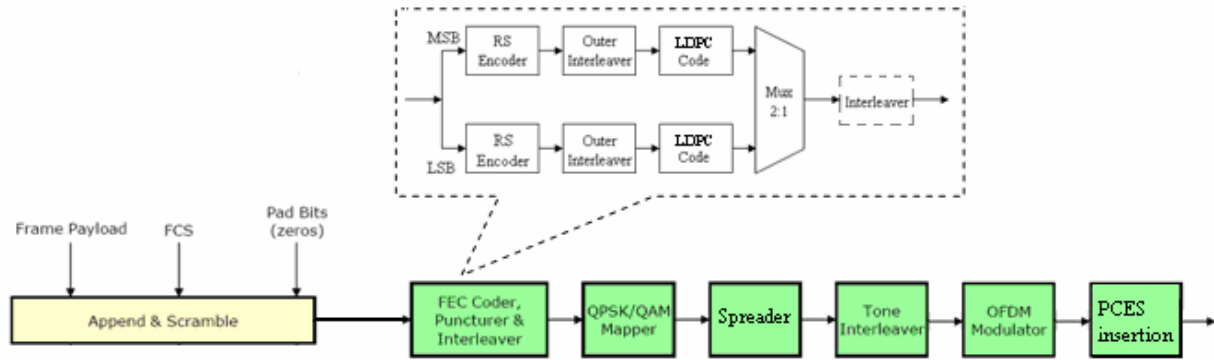 MSB
RS
Encoder
Outer
Interleaver
LDPC
Code
Mux
2:1
Interleaver
LSB
RS
Encoder
Outer
Interleaver
LDPC
Code
Frame Payload
FCS
Pad Bits
(zeros)
Append & Scramble
FEC Coder,
Puncturer &
Interleaver
QPSK/QAM
Mapper
Spreader
Tone
Interleaver
OFDM
Modulator
PCES
insertion